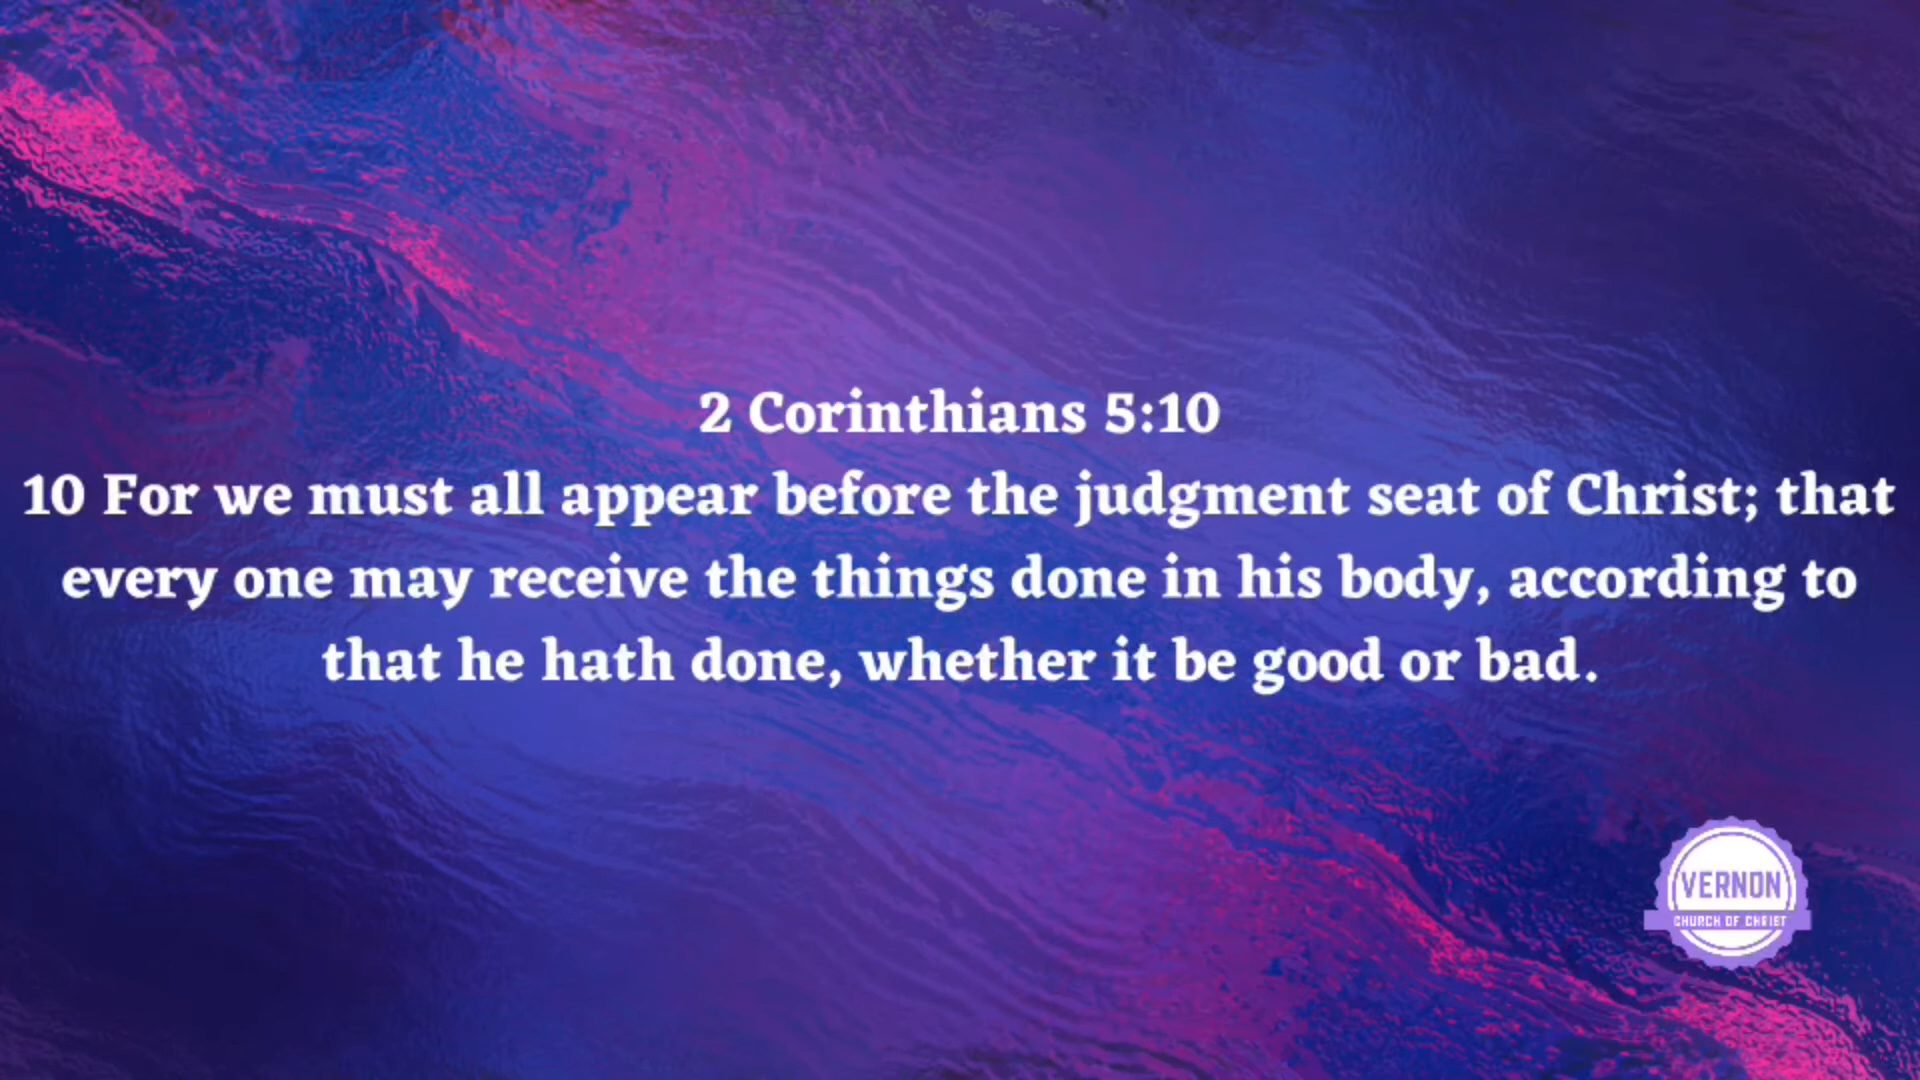 2 Corinthians 5:10
10 For we must all appear before the judgment seat of Christ; that
every one may receive the things done in his body, according to
that he hath done, whether it be good or bad.
VERNON
CHURCH OF CHRIST